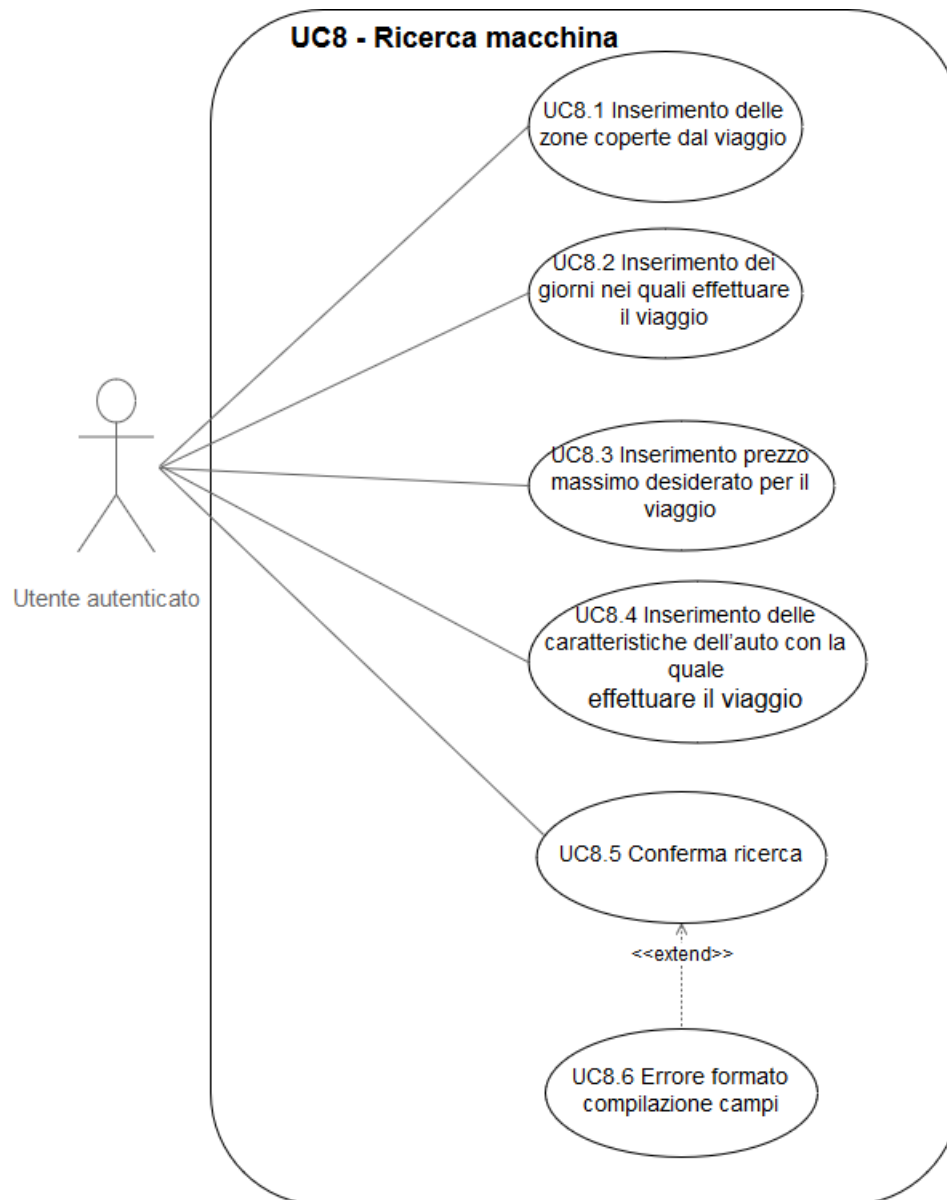 UC8 - Ricerca macchina
UC8.1 Inserimento delle
zone coperte dal viaggio
UC8.2 Inserimento dei
giorni nei quali effettuare
il viaggio
UC8.3 Inserimento prezzo
massimo desiderato per il
viaggio
Utente autenticato
UC8.4 Inserimento delle
caratteristiche dell'auto con la
quale
effettuare il viaggio
UC8.5 Conferma ricerca
<<extend>>
UC8.6 Errore formato
compilazione campi